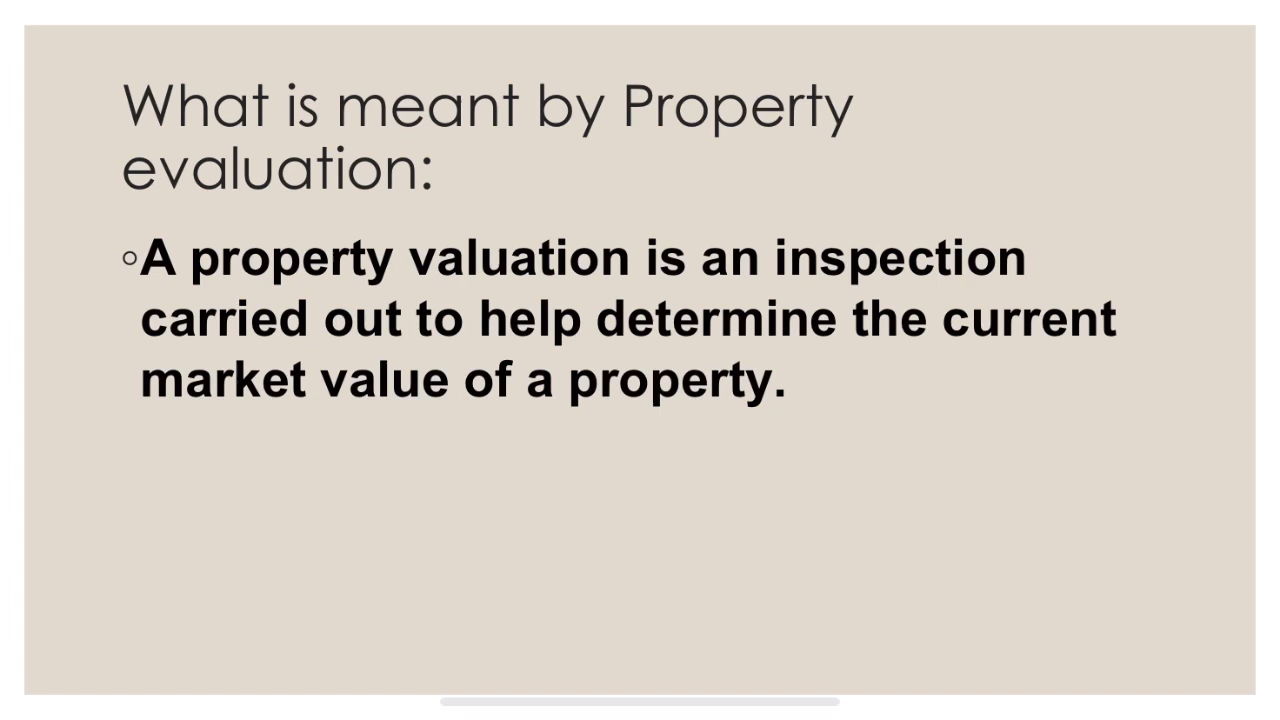 What is meant by Property
evaluation:
◦A property valuation is an inspection
carried out to help determine the current
market value of a property.